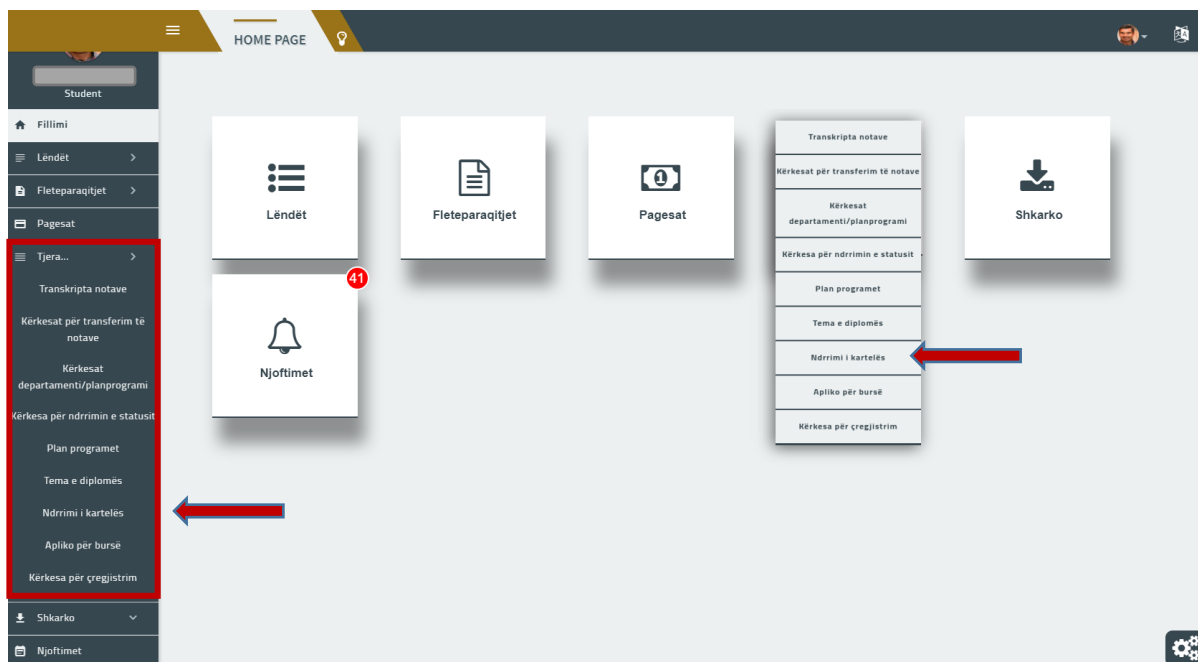 HOME PAGE
Student
Fillimi
Lëndët
Fleteparaqitjet
Pagesat
Tjera...
Transkripta notave
Kërkesat për transferim të
notave
Kërkesat
departamenti/planprogrami
Kërkesa për ndrrimin e statusit
Plan programet
Tema e diplomës
Ndrrimi i kartelës
Apliko për bursë
Kërkesa për çregjistrim
Shkarko
Njoftimet
Lëndët
Fleteparaqitjet
Pagesat
Transkripta notave
Kërkesat për transferim të notave
Kërkesat
departamenti/planprogrami
Kërkesa për ndrrimin e statusit
Plan programet
Tema e diplomës
Ndrrimi i kartelës
Apliko për bursë
Kërkesa për çregjistrim
Shkarko
41
Njoftimet